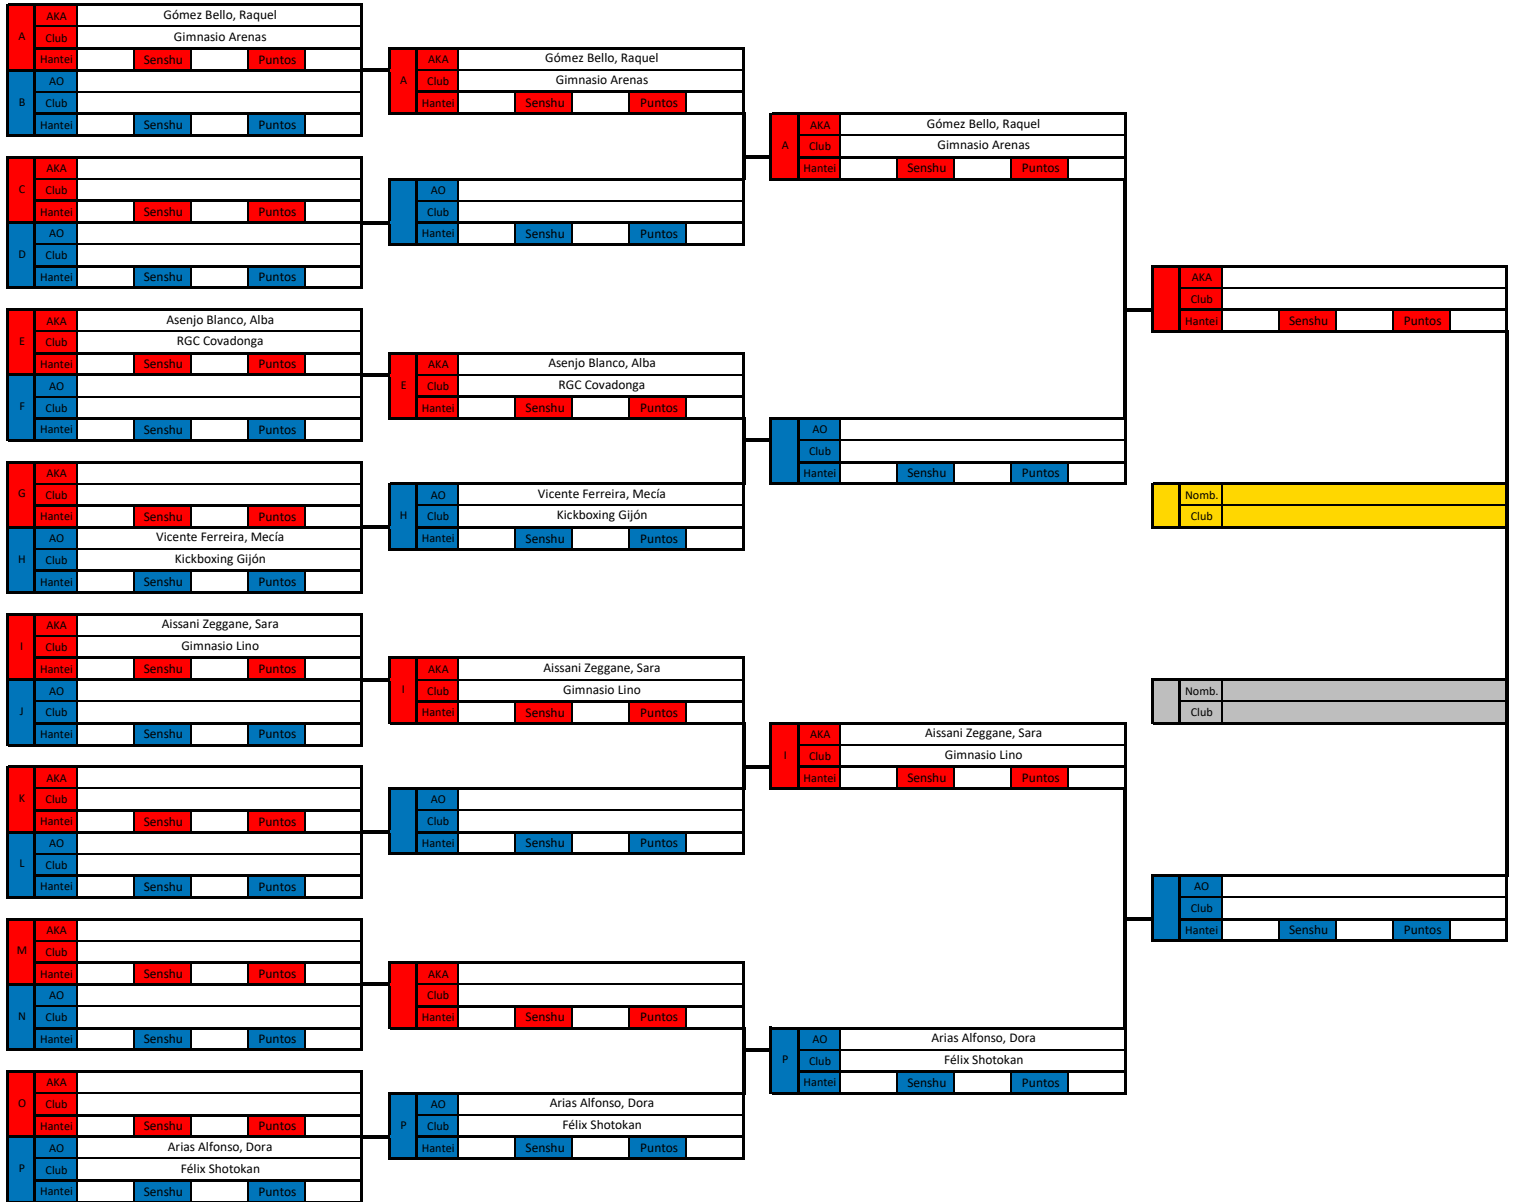 A AKA Gómez Bello, Raquel
Club Gimnasio Arenas
Hantei Senshu Puntos
B AO
Club
Hantei Senshu Puntos
C AKA
Club
Hantei Senshu Puntos
D AO
Club
Hantei Senshu Puntos
E AKA Asenjo Blanco, Alba
Club RGC Covadonga
Hantei Senshu Puntos
F AO
Club
Hantei Senshu Puntos
G AKA
Club
Hantei Senshu Puntos
H AO Vicente Ferreira, Mecía
Club Kickboxing Gijón
Hantei Senshu Puntos
I AKA Aissani Zeggane, Sara
Club Gimnasio Lino
Hantei Senshu Puntos
J AO
Club
Hantei Senshu Puntos
K AKA
Club
Hantei Senshu Puntos
L AO
Club
Hantei Senshu Puntos
M AKA
Club
Hantei Senshu Puntos
N AO
Club
Hantei Senshu Puntos
O AKA
Club
Hantei Senshu Puntos
P AO Arias Alfonso, Dora
Club Félix Shotokan
Hantei Senshu Puntos
A AKA Gómez Bello, Raquel
Club Gimnasio Arenas
Hantei Senshu Puntos
AO
Club
Hantei Senshu Puntos
E AKA Asenjo Blanco, Alba
Club RGC Covadonga
Hantei Senshu Puntos
H AO Vicente Ferreira, Mecía
Club Kickboxing Gijón
Hantei Senshu Puntos
I AKA Aissani Zeggane, Sara
Club Gimnasio Lino
Hantei Senshu Puntos
AO
Club
Hantei Senshu Puntos
AKA
Club
Hantei Senshu Puntos
P AO Arias Alfonso, Dora
Club Félix Shotokan
Hantei Senshu Puntos
A AKA Gómez Bello, Raquel
Club Gimnasio Arenas
Hantei Senshu Puntos
AO
Club
Hantei Senshu Puntos
I AKA Aissani Zeggane, Sara
Club Gimnasio Lino
Hantei Senshu Puntos
P AO Arias Alfonso, Dora
Club Félix Shotokan
Hantei Senshu Puntos
AKA
Club
Hantei Senshu Puntos
Nomb.
Club
Nomb.
Club
AO
Club
Hantei Senshu Puntos